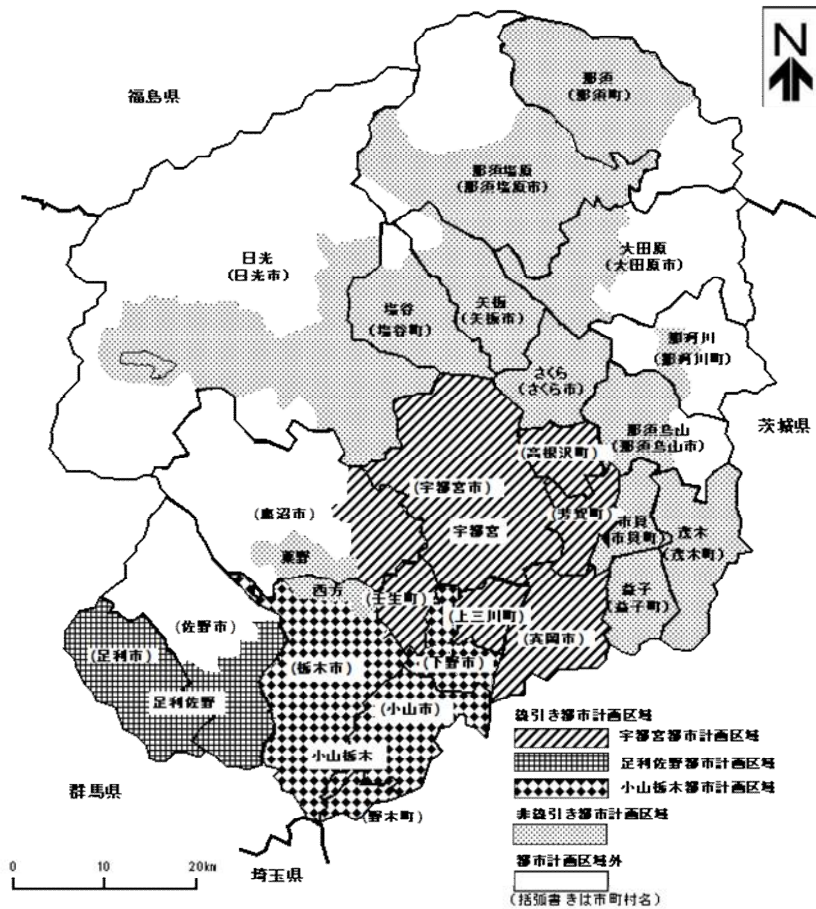 N
福島県
那須
(那須町)
那須塩原
(那須塩原市)
大田原
(大田原市)
日光
(日光市)
塩谷
(塩谷町)
矢板
(矢板市)
那珂川
(那珂川町)
さくら
(さくら市)
那須烏山
(那須烏山市)
茨城県
(高根沢町)
(宇都宮市)
(鹿沼市)
(芳賀町)
市貝
(市貝町)
茂木
(茂木町)
宇都宮
粟野
西方
益子
(益子町)
(壬生町)
(上三川町)
(真岡市)
(佐野市)
(足利市)
(栃木市)
(下野市)
足利佐野
(小山市)
小山栃木
(野木町)
群馬県
埼玉県
線引き都市計画区域
宇都宮都市計画区域
足利佐野都市計画区域
小山栃木都市計画区域
非線引き都市計画区域
都市計画区域外
(括弧書きは市町村名)
0 10 20km